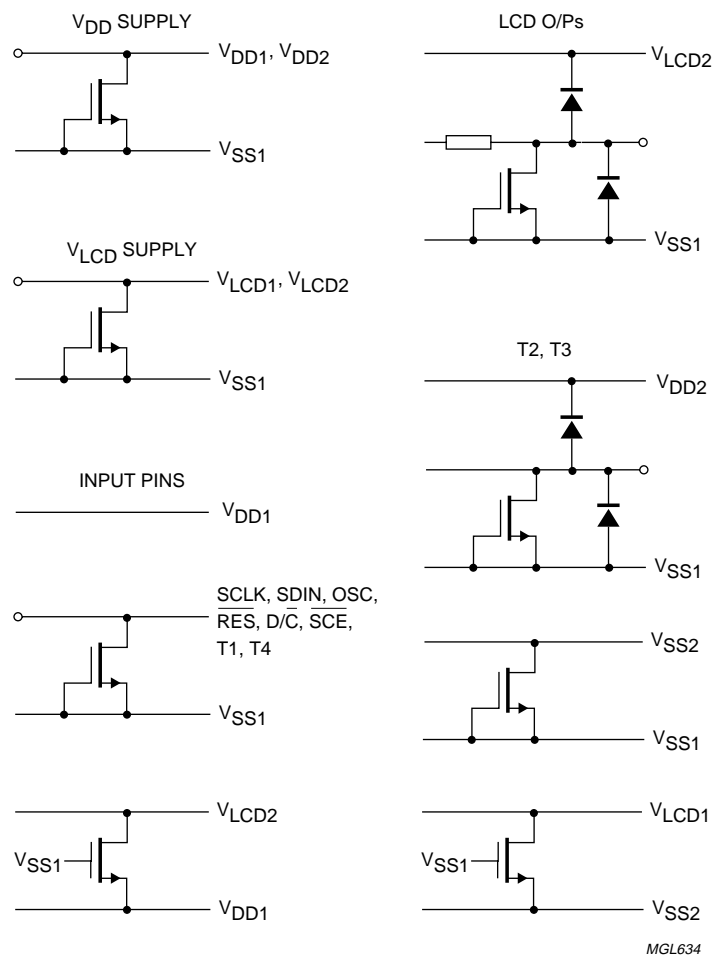 VDD SUPPLY
VDD1, VDD2
VSS1
VLCD SUPPLY
VLCD1, VLCD2
VSS1
INPUT PINS
VDD1
SCLK, SDIN, OSC,
RES, D/C, SCE,
T1, T4
VSS1
VLCD2
VSS1
VDD1
LCD O/Ps
VLCD2
VSS1
T2, T3
VDD2
VSS1
VSS2
VSS1
VLCD1
VSS1
VSS2
MGL634